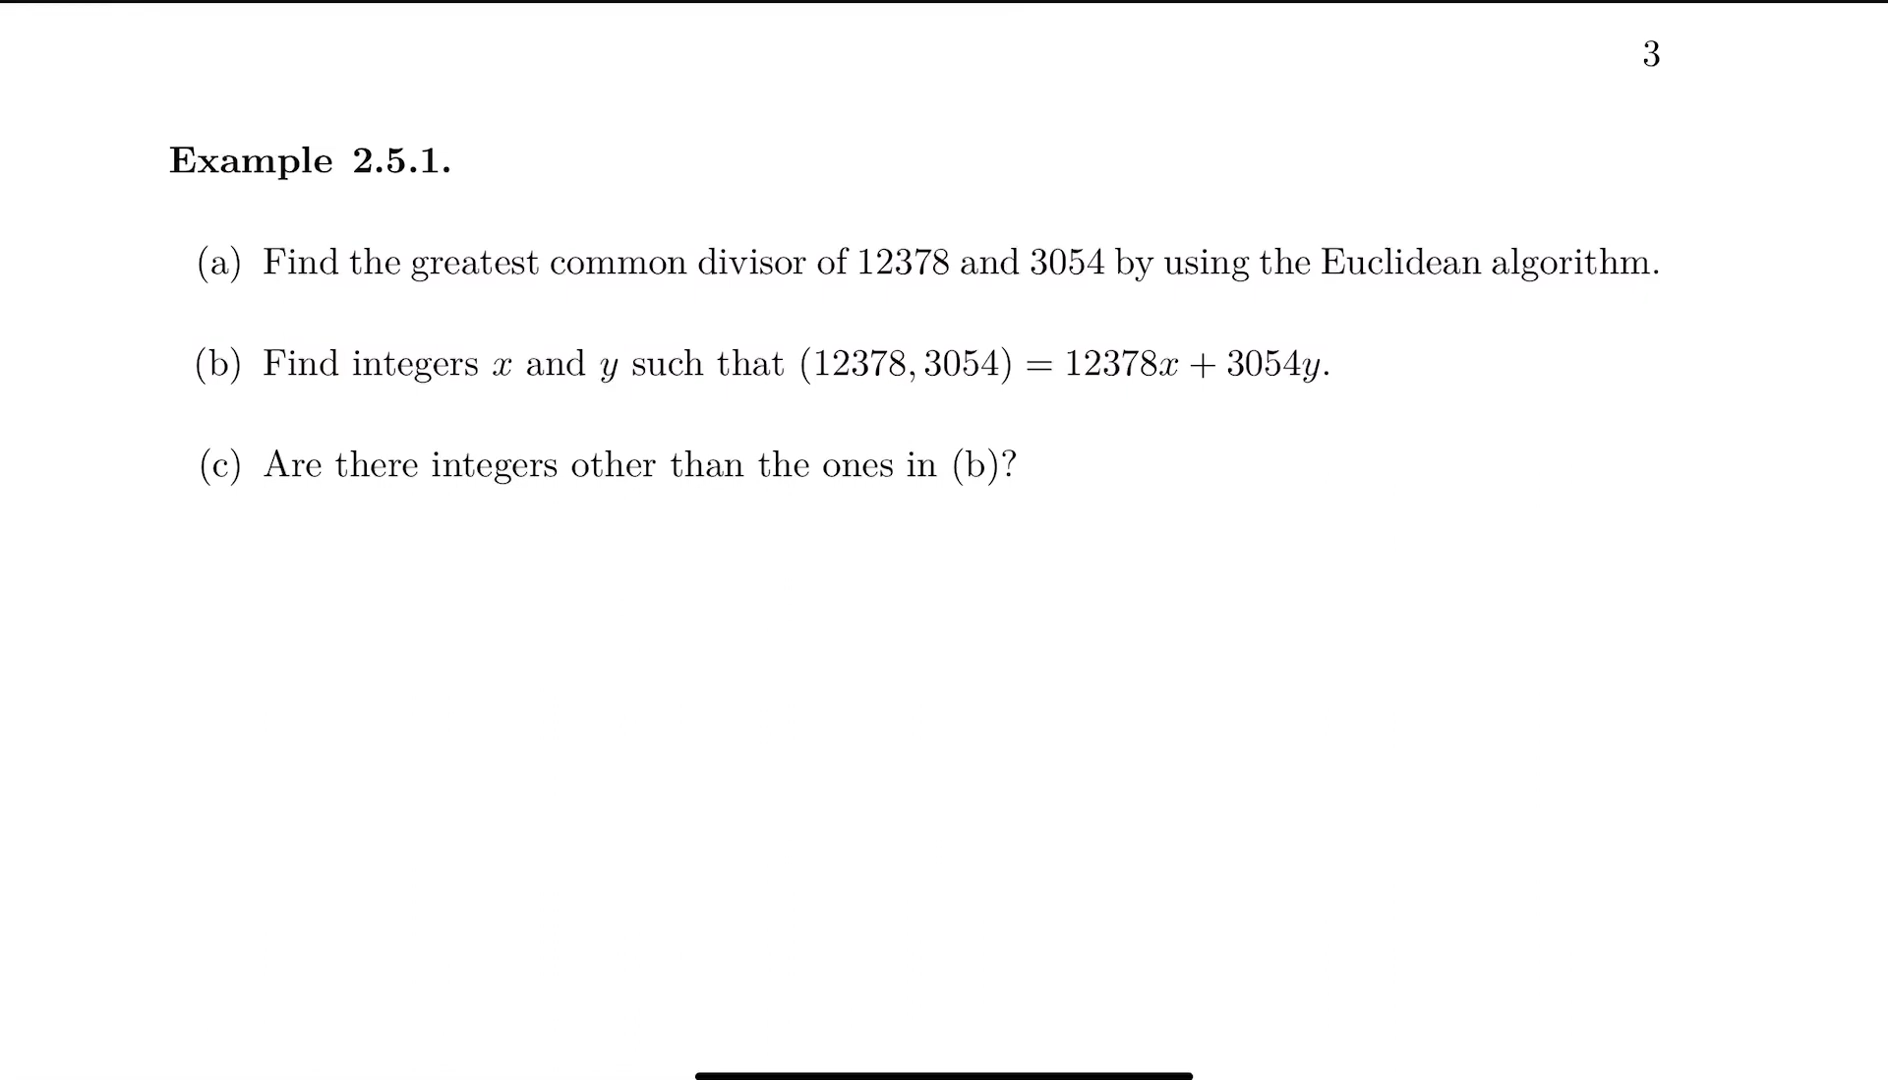 3
Example 2.5.1.
(a) Find the greatest common divisor of 12378 and 3054 by using the Euclidean algorithm.
(b) Find integers x and y such that (12378, 3054) = 12378x + 3054y.
(c) Are there integers other than the ones in (b)?